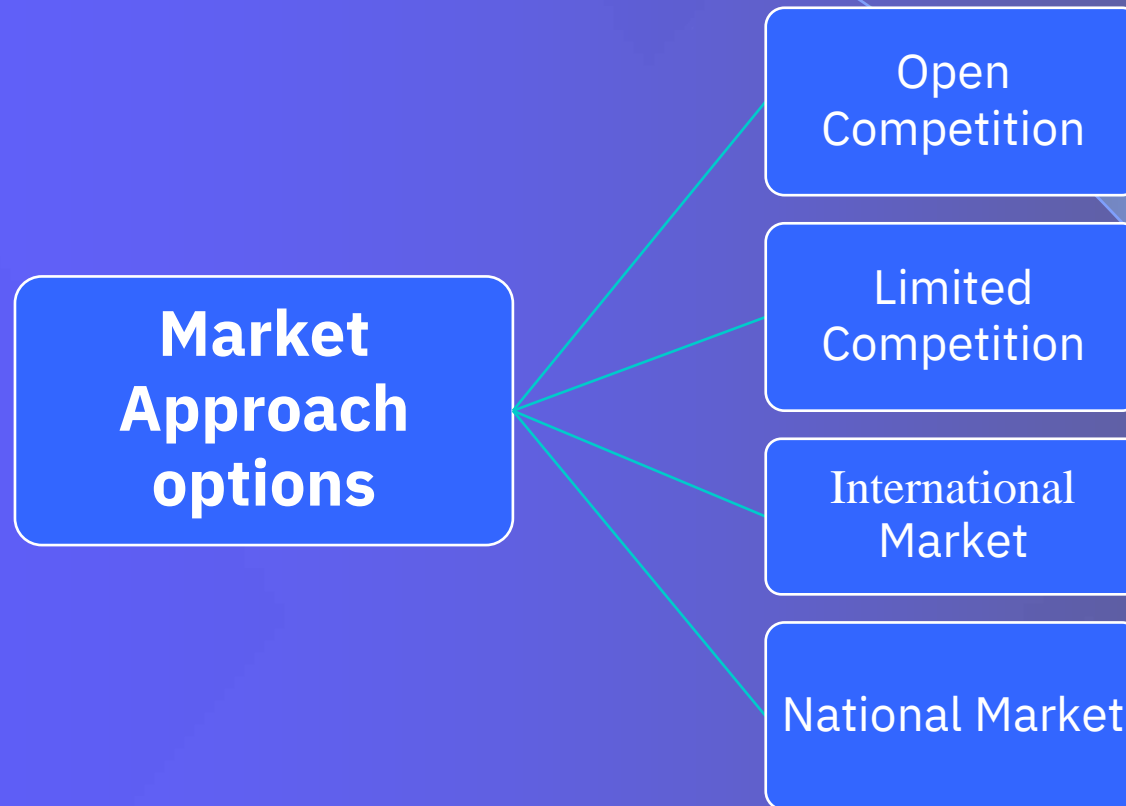 Market
Approach
options
Open
Competition
Limited
Competition
International
Market
National Market